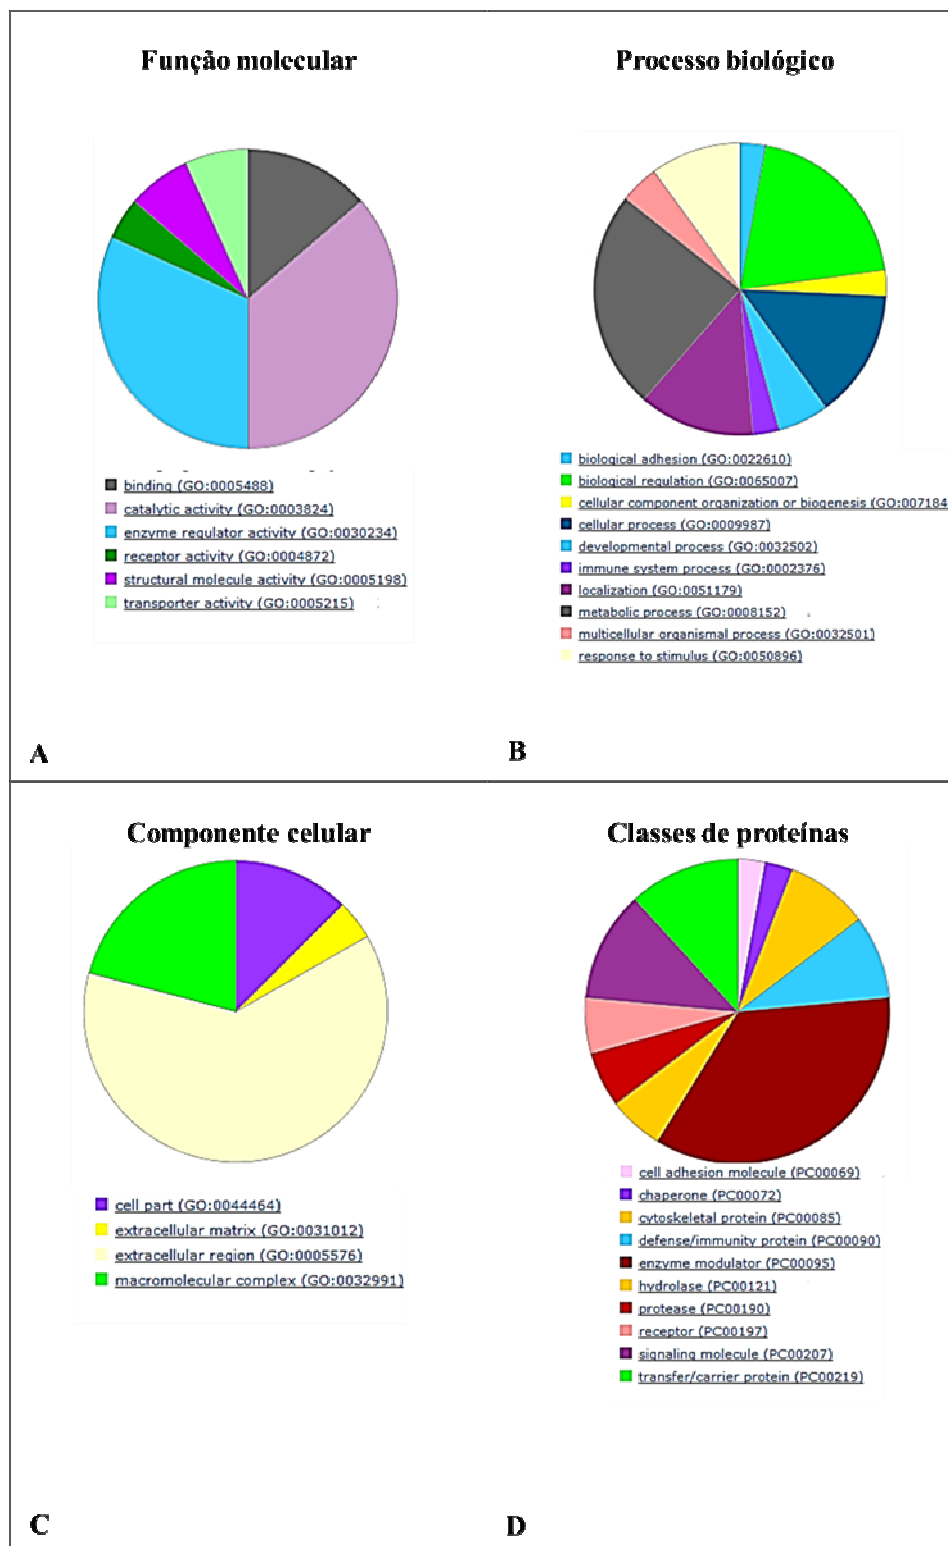 Função molecular
binding (GO:0005488)
catalytic activity (GO:0003824)
enzyme regulator activity (GO:0030234)
receptor activity (GO:0004872)
structural molecule activity (GO:0005198)
transporter activity (GO:0005215)
A
Processo biológico
biological adhesion (GO:0022610)
biological regulation (GO:0065007)
cellular component organization or biogenesis (GO:007184
cellular process (GO:0009987)
developmental process (GO:0032502)
immune system process (GO:0002376)
localization (GO:0051179)
metabolic process (GO:0008152)
multicellular organismal process (GO:0032501)
response to stimulus (GO:0050896)
B
Componente celular
cell part (GO:0044464)
extracellular matrix (GO:0031012)
extracellular region (GO:0005576)
macromolecular complex (GO:0032991)
C
Classes de proteínas
cell adhesion molecule (PC00069)
chaperone (PC00072)
cytoskeletal protein (PC00085)
defense/immunity protein (PC00090)
enzyme modulator (PC00095)
hydrolase (PC00121)
protease (PC00190)
receptor (PC00197)
signaling molecule (PC00207)
transfer/carrier protein (PC00219)
D